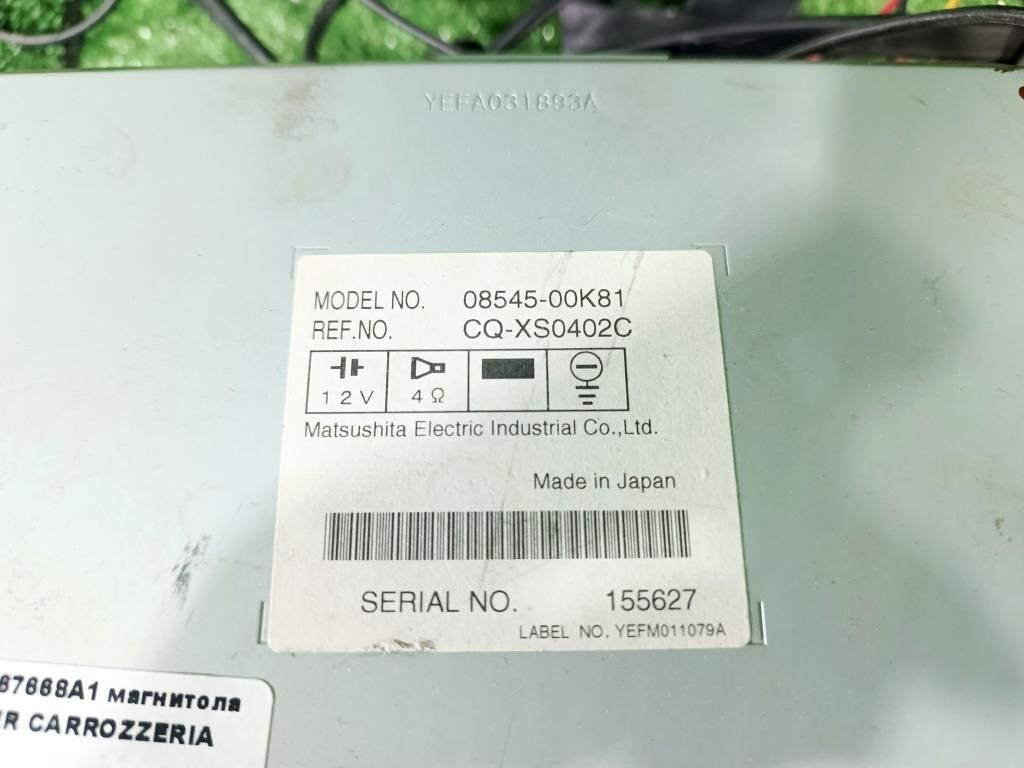 YEFA031893A
MODEL NO. 08545-00K81
REF.NO. CQ-XS0402C
12V 4Ω
Matsushita Electric Industrial Co.,Ltd.
Made in Japan
SERIAL NO. 155627
LABEL NO. YEFM011079A
67668A1 магнитола
R CARROZZERIA